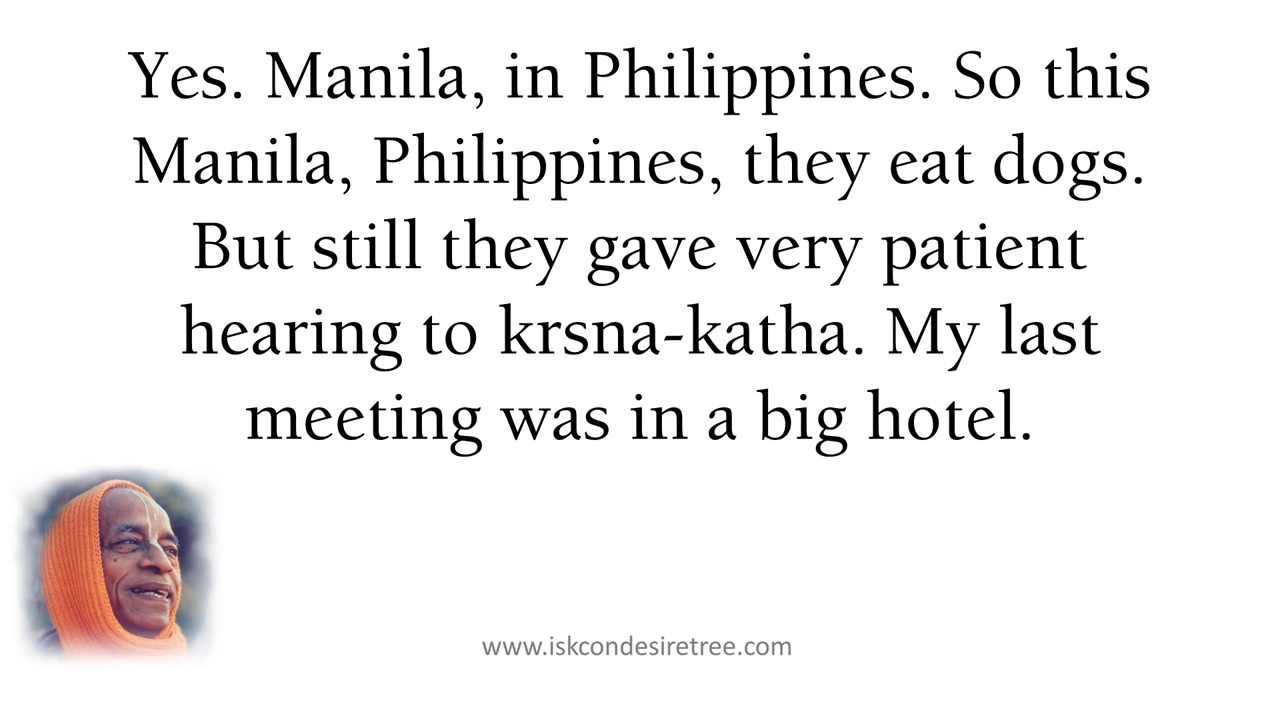 Yes. Manila, in Philippines. So this
Manila, Philippines, they eat dogs.
But still they gave very patient
hearing to krsna-katha. My last
meeting was in a big hotel.
www.iskcondesiretree.com